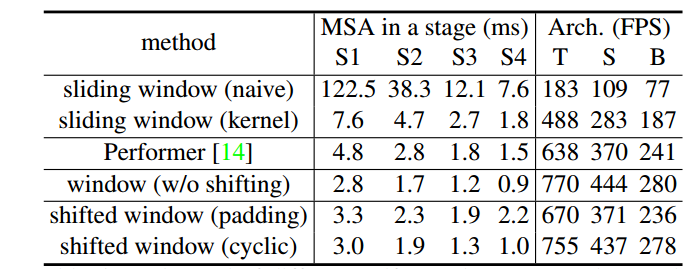 method MSA in a stage (ms) Arch. (FPS)
S1 S2 S3 S4 T S B
sliding window (naive) 122.5 38.3 12.1 7.6 183 109 77
sliding window (kernel) 7.6 4.7 2.7 1.8 488 283 187
Performer [14] 4.8 2.8 1.8 1.5 638 370 241
window (w/o shifting) 2.8 1.7 1.2 0.9 770 444 280
shifted window (padding) 3.3 2.3 1.9 2.2 670 371 236
shifted window (cyclic) 3.0 1.9 1.3 1.0 755 437 278